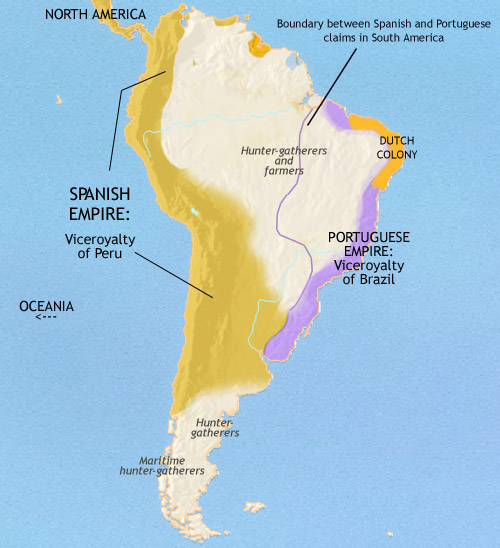 NORTH AMERICA
Boundary between Spanish and Portuguese
claims in South America
DUTCH
COLONY
Hunter-gatherers
and
farmers
SPANISH
EMPIRE:
Viceroyalty
of Peru
PORTUGUESE
EMPIRE:
Viceroyalty
of Brazil
OCEANIA
<---
Hunter-
gatherers
Maritime
hunter-gatherers